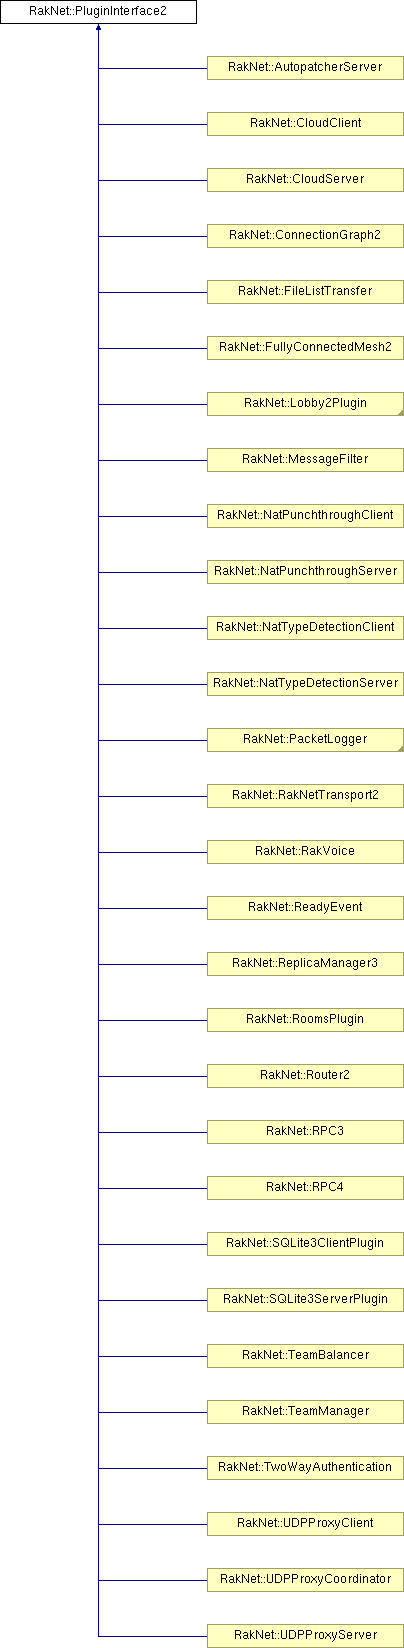 RakNet::PluginInterface2
RakNet::AutopatcherServer
RakNet::CloudClient
RakNet::CloudServer
RakNet::ConnectionGraph2
RakNet::FileListTransfer
RakNet::FullyConnectedMesh2
RakNet::Lobby2Plugin
RakNet::MessageFilter
RakNet::NatPunchthroughClient
RakNet::NatPunchthroughServer
RakNet::NatTypeDetectionClient
RakNet::NatTypeDetectionServer
RakNet::PacketLogger
RakNet::RakNetTransport2
RakNet::RakVoice
RakNet::ReadyEvent
RakNet::ReplicaManager3
RakNet::RoomsPlugin
RakNet::Router2
RakNet::RPC3
RakNet::RPC4
RakNet::SQLite3ClientPlugin
RakNet::SQLite3ServerPlugin
RakNet::TeamBalancer
RakNet::TeamManager
RakNet::TwoWayAuthentication
RakNet::UDPProxyClient
RakNet::UDPProxyCoordinator
RakNet::UDPProxyServer